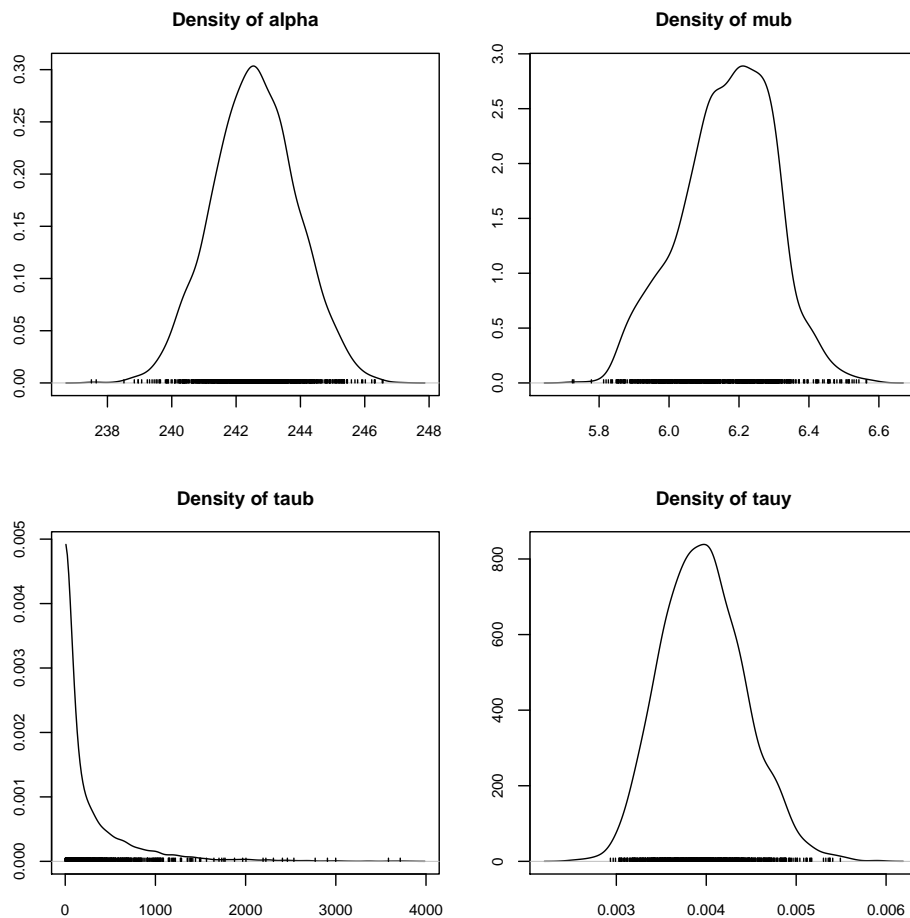 Density of alpha
0.00 0.05 0.10 0.15 0.20 0.25 0.30
238 240 242 244 246 248
Density of mub
0.0 0.5 1.0 1.5 2.0 2.5 3.0
5.8 6.0 6.2 6.4 6.6
Density of taub
0.000 0.001 0.002 0.003 0.004 0.005
0 1000 2000 3000 4000
Density of tauy
0 200 400 600 800
0.003 0.004 0.005 0.006